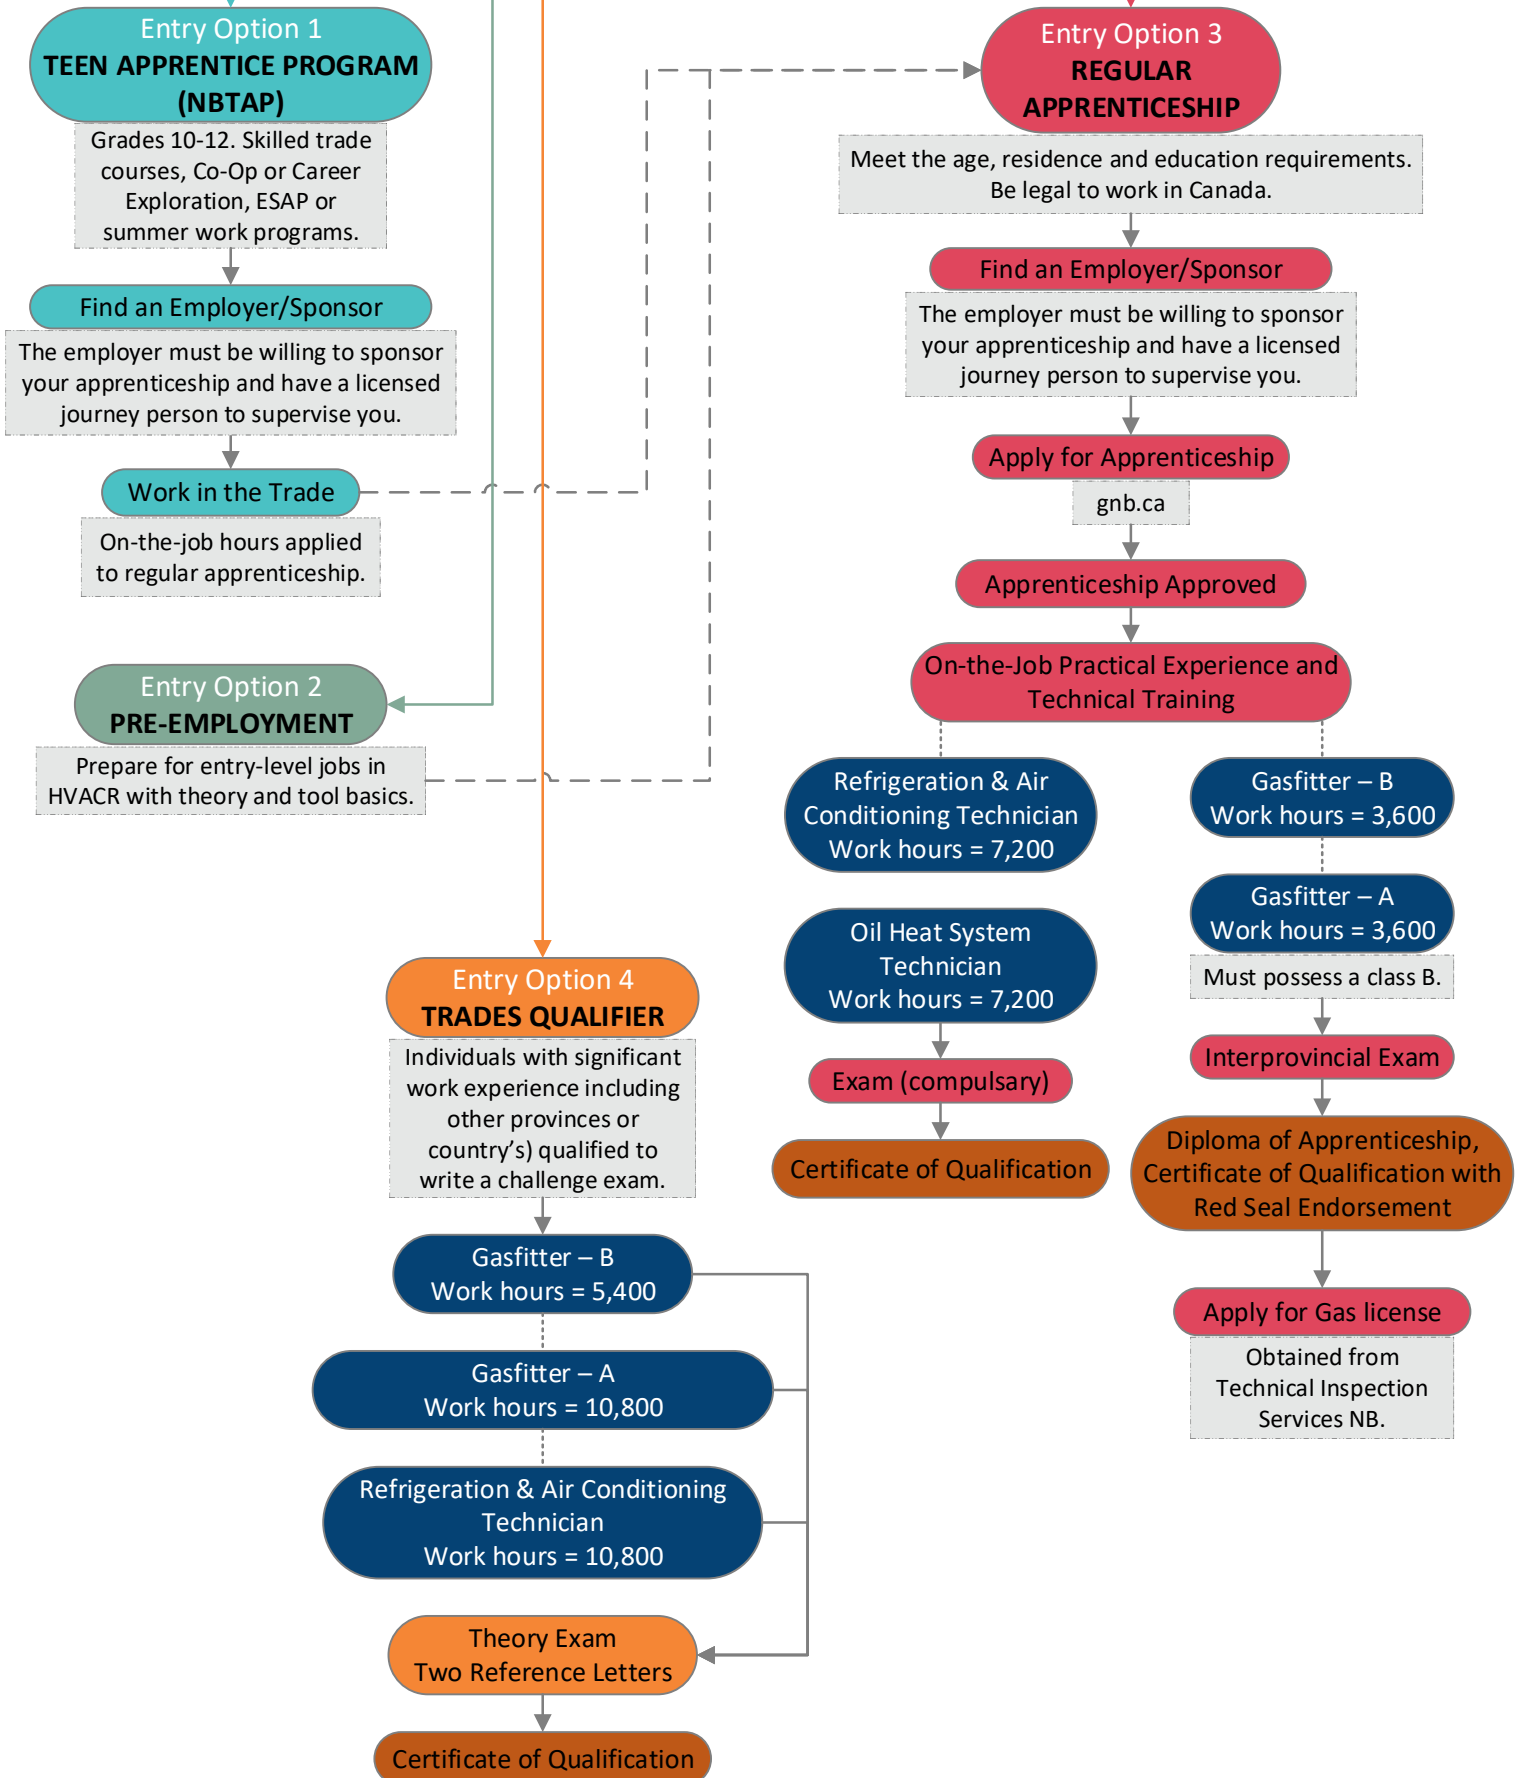 Entry Option 1
TEEN APPRENTICE PROGRAM
(NBTAP)
Grades 10-12. Skilled trade
courses, Co-Op or Career
Exploration, ESAP or
summer work programs.
Find an Employer/Sponsor
The employer must be willing to sponsor
your apprenticeship and have a licensed
journey person to supervise you.
Work in the Trade
On-the-job hours applied
to regular apprenticeship.
Entry Option 2
PRE-EMPLOYMENT
Prepare for entry-level jobs in
HVACR with theory and tool basics.
Entry Option 3
REGULAR
APPRENTICESHIP
Meet the age, residence and education requirements.
Be legal to work in Canada.
Find an Employer/Sponsor
The employer must be willing to sponsor
your apprenticeship and have a licensed
journey person to supervise you.
Apply for Apprenticeship
gnb.ca
Apprenticeship Approved
On-the-Job Practical Experience and
Technical Training
Refrigeration & Air
Conditioning Technician
Work hours = 7,200
Oil Heat System
Technician
Work hours = 7,200
Exam (compulsary)
Certificate of Qualification
Gasfitter – B
Work hours = 3,600
Gasfitter – A
Work hours = 3,600
Must possess a class B.
Interprovincial Exam
Diploma of Apprenticeship,
Certificate of Qualification with
Red Seal Endorsement
Apply for Gas license
Obtained from
Technical Inspection
Services NB.
Entry Option 4
TRADES QUALIFIER
Individuals with significant
work experience including
other provinces or
country’s) qualified to
write a challenge exam.
Gasfitter – B
Work hours = 5,400
Gasfitter – A
Work hours = 10,800
Refrigeration & Air Conditioning
Technician
Work hours = 10,800
Theory Exam
Two Reference Letters
Certificate of Qualification